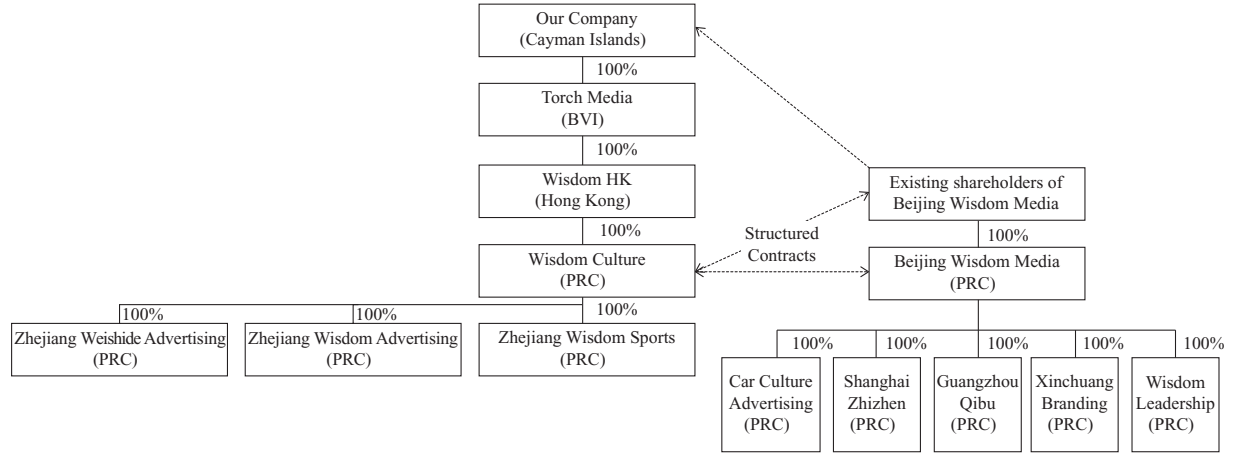 Our Company
(Cayman Islands)
100%
Torch Media
(BVI)
100%
Wisdom HK
(Hong Kong)
Existing shareholders of
Beijing Wisdom Media
100%
Structured
Contracts
100%
Wisdom Culture
(PRC)
Beijing Wisdom Media
(PRC)
100%
100%
100%
Zhejiang Weishide Advertising
(PRC)
Zhejiang Wisdom Advertising
(PRC)
Zhejiang Wisdom Sports
(PRC)
100%
100%
100%
100%
100%
Car Culture
Advertising
(PRC)
Shanghai
Zhizhen
(PRC)
Guangzhou
Qibu
(PRC)
Xinchuang
Branding
(PRC)
Wisdom
Leadership
(PRC)